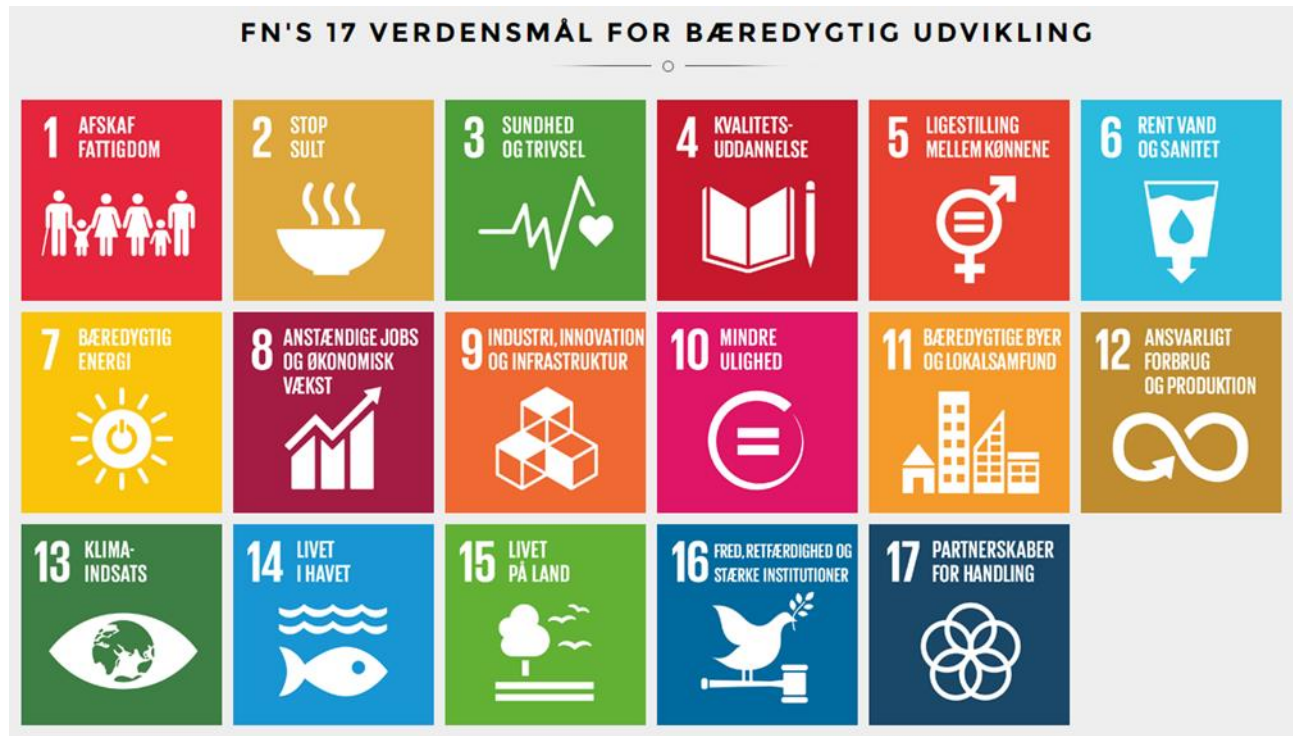 FN'S 17 VERDENSMÅL FOR BÆREDYGTIG UDVIKLING
1 AFSKAF
FATTIGDOM
2 STOP
SULT
3 SUNDHED
OG TRIVSEL
4 KVALITETS-
UDDANNELSE
5 LIGESTILLING
MELLEM KØNNENE
6 RENT VAND
OG SANITET
7 BÆREDYGTIG
ENERGI
8 ANSTÆNDIGE JOBS
OG ØKONOMISK
VÆKST
9 INDUSTRI, INNOVATION
OG INFRASTRUKTUR
10 MINDRE
ULIGHED
11 BÆREDYGTIGE BYER
OG LOKALSAMFUND
12 ANSVARLIGT
FORBRUG
OG PRODUKTION
13 KLIMA-
INDSATS
14 LIVET
I HAVET
15 LIVET
PÅ LAND
16 FRED, RETFÆRDIGHED OG
STÆRKE INSTITUTIONER
17 PARTNERSKABER
FOR HANDLING